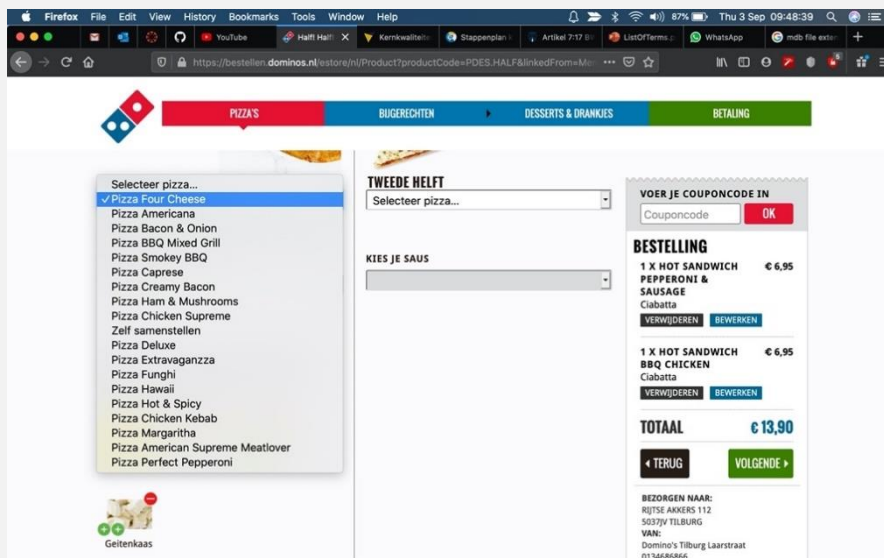 Firefox File Edit View History Bookmarks Tools Window Help 87% Thu 3 Sep 09:48:39
YouTube Half! Half! Kernkwaliteite Stappenplan Artikel 7:17 B ListOfTerms.p WhatsApp mdb file exten
https://bestellen.dominos.nl/estore/nl/Product?productCode=PDES.HALF&linkedFrom=Me
PIZZA'S BIJGERECHTEN DESSERTS & DRANKJES BETALING
Selecteer pizza...
Pizza Four Cheese
Pizza Americana
Pizza Bacon & Onion
Pizza BBQ Mixed Grill
Pizza Smokey BBQ
Pizza Caprese
Pizza Creamy Bacon
Pizza Ham & Mushrooms
Pizza Chicken Supreme
Zelf samenstellen
Pizza Deluxe
Pizza Extravaganzza
Pizza Funghi
Pizza Hawaii
Pizza Hot & Spicy
Pizza Chicken Kebab
Pizza Margaritha
Pizza American Supreme Meatlover
Pizza Perfect Pepperoni
Geitenkaas
TWEEDE HELFT
Selecteer pizza...
KIES JE SAUS
VOER JE COUPONCODE IN
Couponcode OK
BESTELLING
1 X HOT SANDWICH € 6,95
PEPPERONI &
SAUSAGE
Ciabatta
VERWIJDEREN BEWERKEN
1 X HOT SANDWICH € 6,95
BBQ CHICKEN
Ciabatta
VERWIJDEREN BEWERKEN
TOTAAL € 13,90
TERUG VOLGENDE
BEZORGEN NAAR:
RIJTSE AKKERS 112
5037JV TILBURG
VAN:
Domino's Tilburg Laarstraat
0134686866